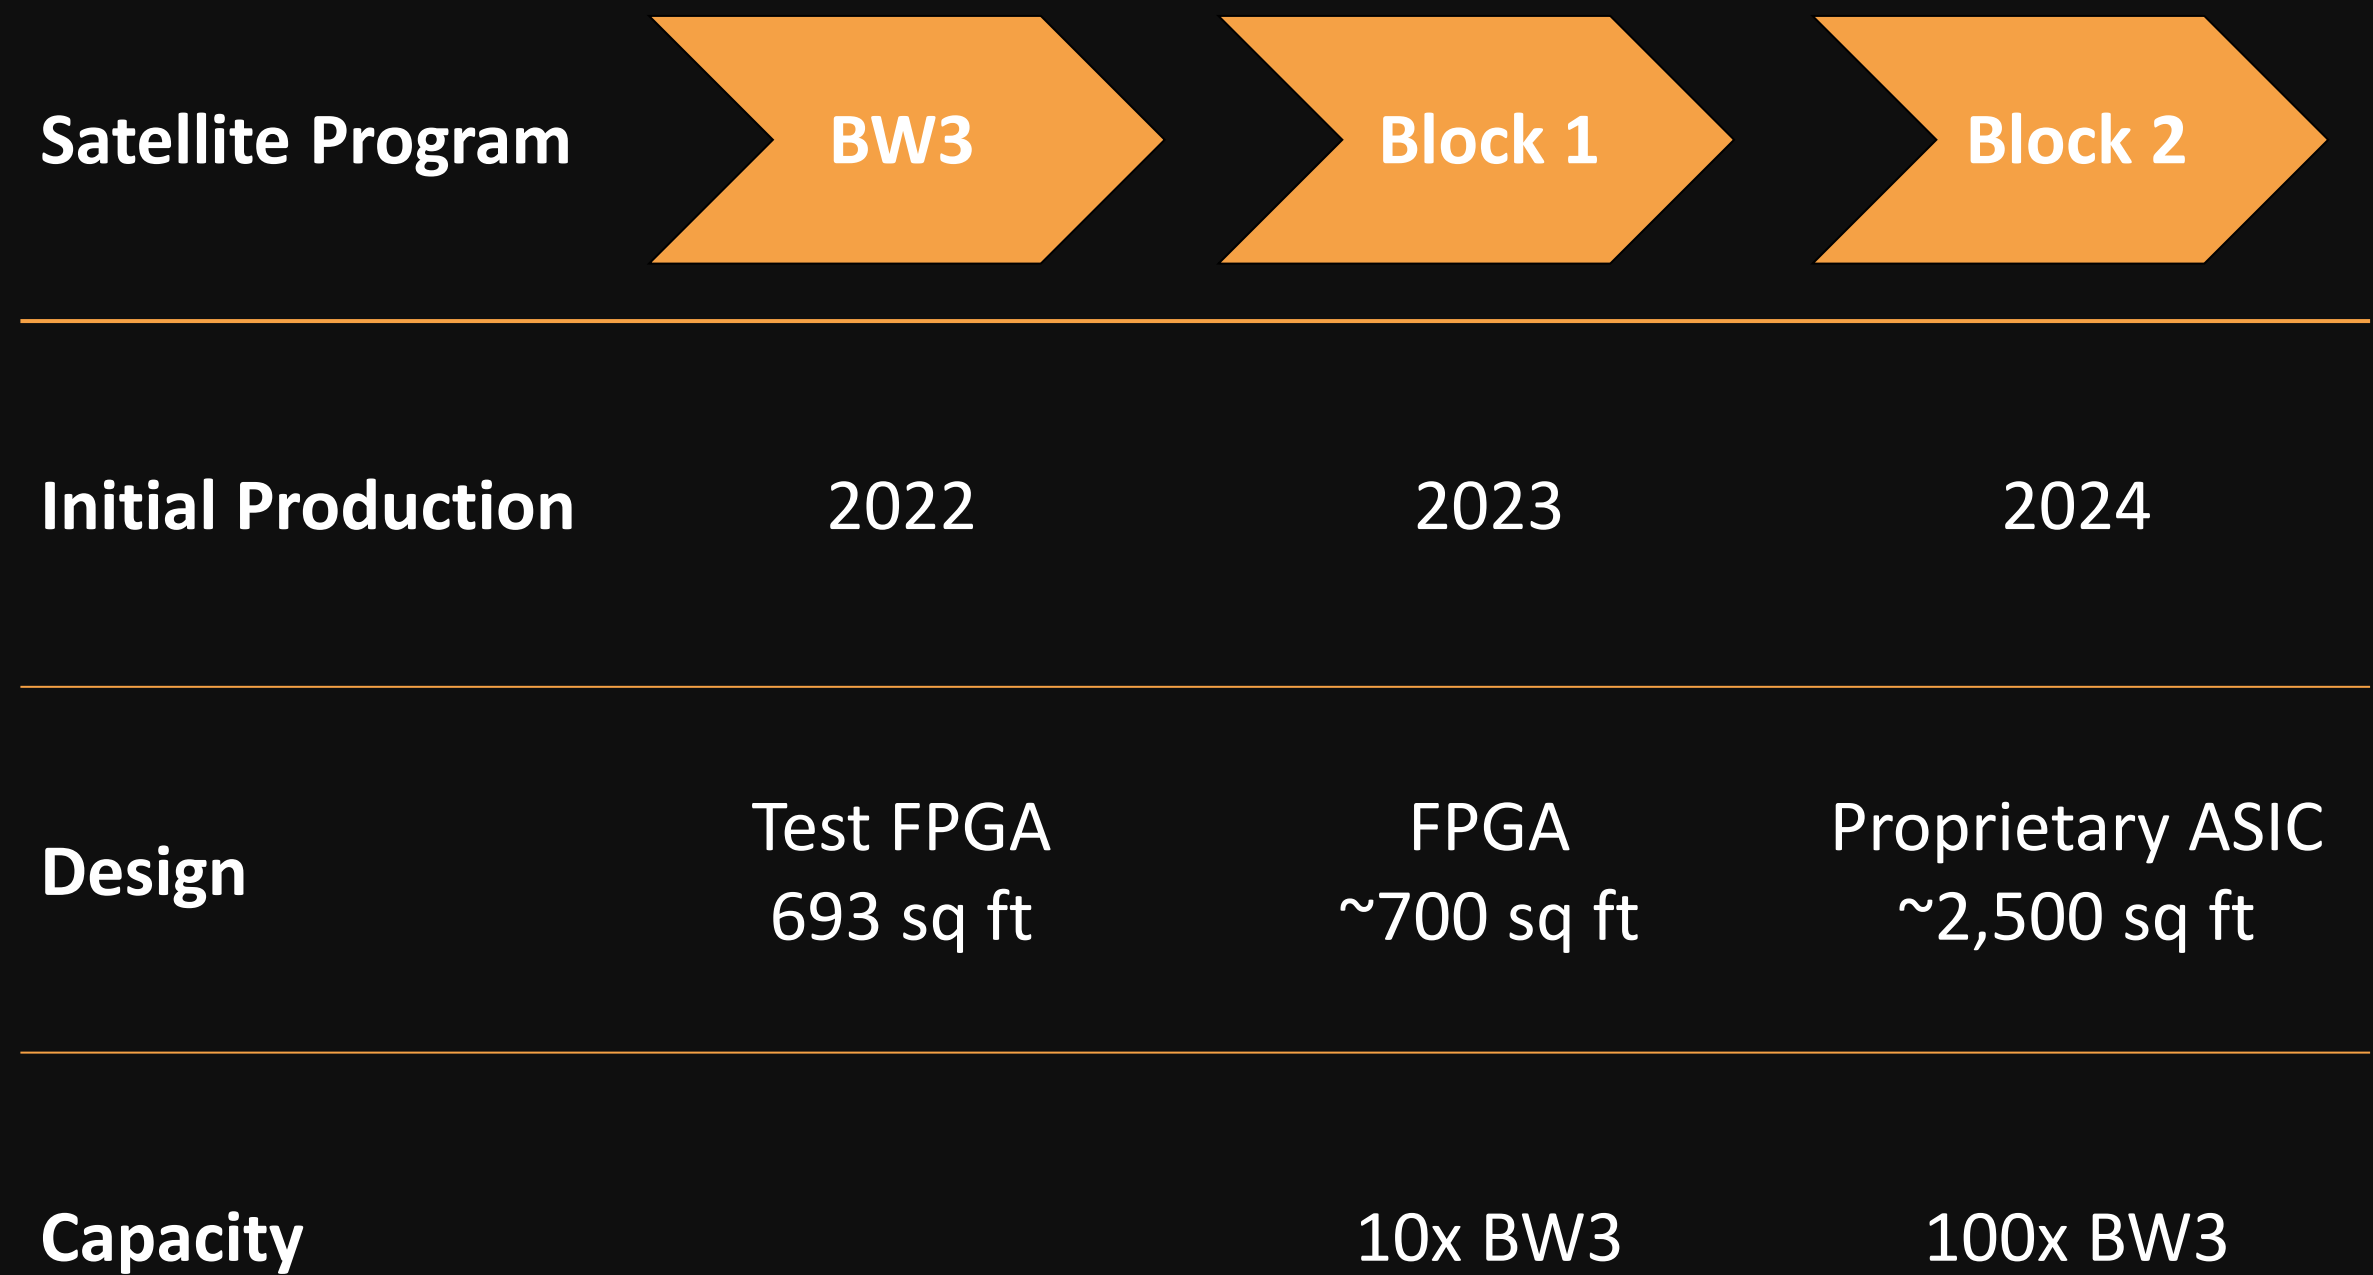 Satellite Program BW3 Block 1 Block 2
Initial Production 2022 2023 2024
Test FPGA FPGA Proprietary ASIC
Design
693 sq ft ~700 sq ft ~2,500 sq ft
Capacity 10x BW3 100x BW3